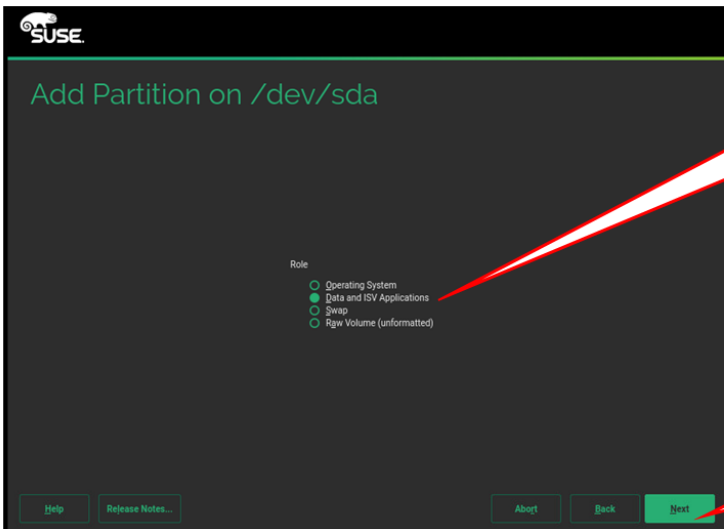 SUSE.
Add Partition on /dev/sda
Role
Operating System
Data and ISV Applications
Swap
Raw Volume (unformatted)
Help
Release Notes...
Abort
Back
Next